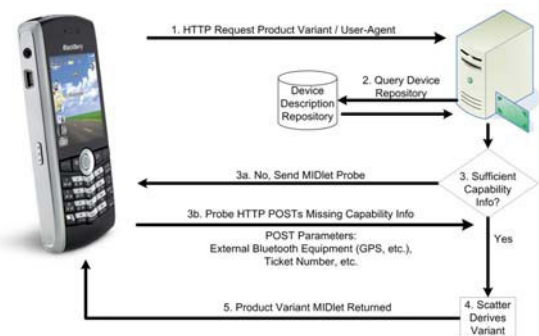 BlackBerry
1. HTTP Request Product Variant / User-Agent
2. Query Device
Repository
Device
Description
Repository
3. Sufficient
Capability
Info?
3a. No, Send MIDlet Probe
3b. Probe HTTP POSTs Missing Capability Info
POST Parameters:
External Bluetooth Equipment (GPS, etc.),
Ticket Number, etc.
Yes
4. Scatter
Derives
Variant
5. Product Variant MIDlet Returned